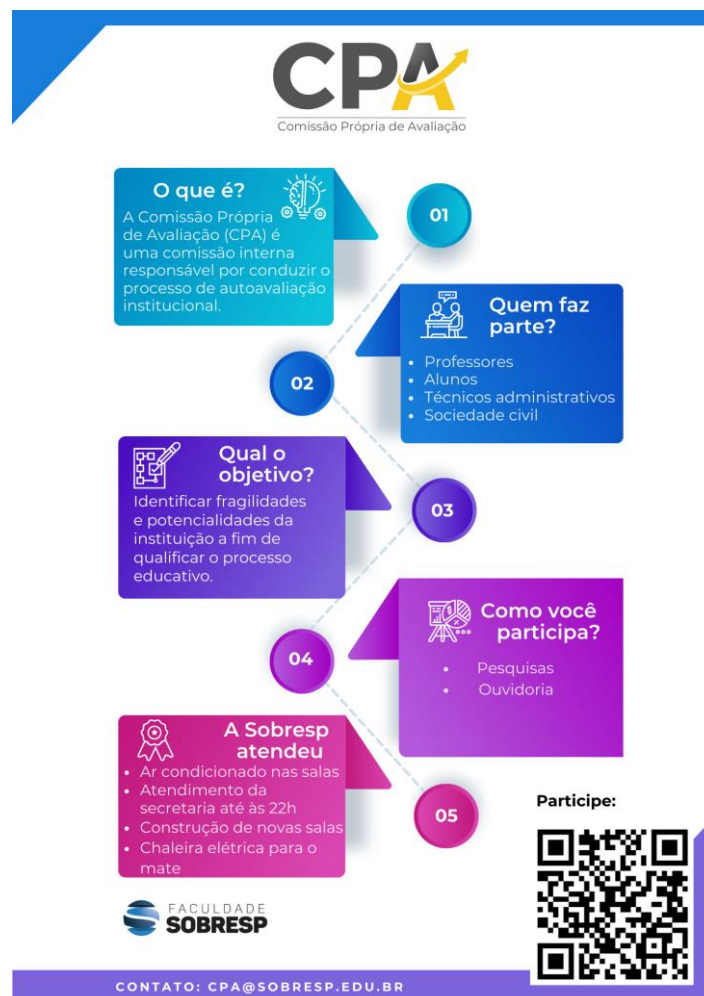 CPA
Comissão Própria de Avaliação
O que é?
A Comissão Própria
de Avaliação (CPA) é
uma comissão interna
responsável por conduzir o
processo de autoavaliação
institucional.
01
Quem faz
parte?
• Professores
• Alunos
• Técnicos administrativos
• Sociedade civil
02
Qual o
objetivo?
Identificar fragilidades
e potencialidades da
instituição a fim de
qualificar o processo
educativo.
03
Como você
participa?
• Pesquisas
• Ouvidoria
04
A Sobresp
atendeu
• Ar condicionado nas salas
• Atendimento da
secretaria até às 22h
• Construção de novas salas
• Chaleira elétrica para o
mate
05
Participe:
FACULDADE
SOBRESP
CONTATO: CPA@SOBRESP.EDU.BR